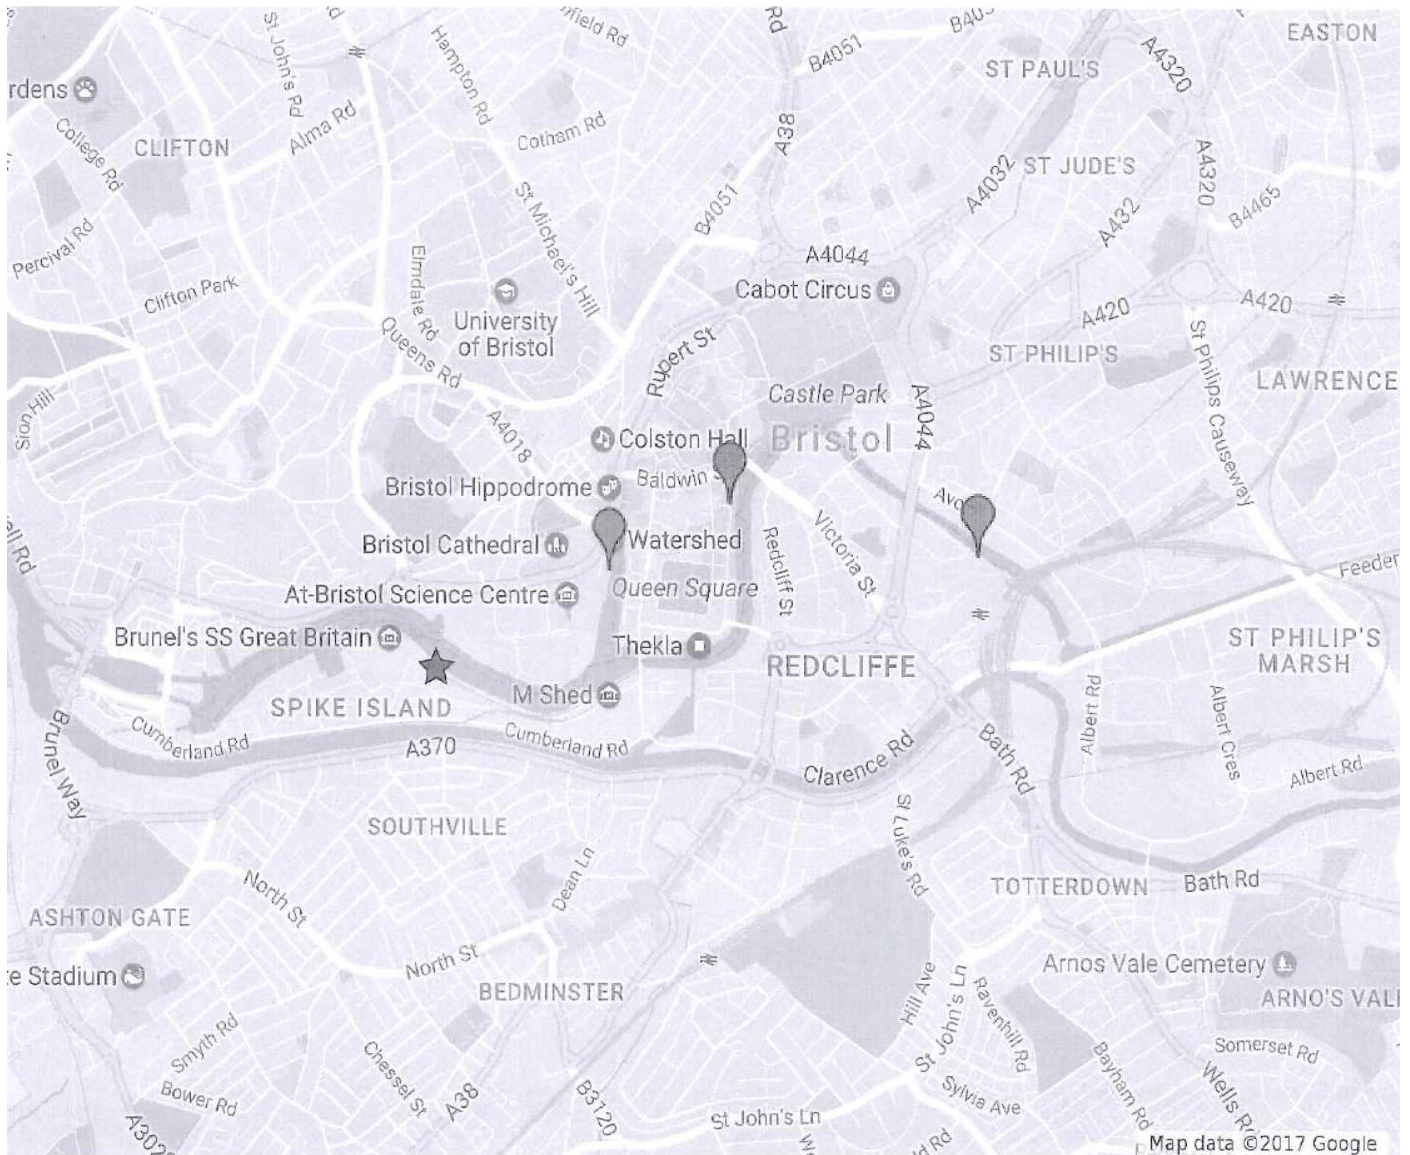 EASTON
B4051
ST PAUL'S
A4320
rdens
St John's Rd
Hampton Rd
Alma Rd
Cotham Rd
College Rd
CLIFTON
A38
A4032
ST JUDE'S
A4320
B4465
A432
Percival Rd
St Michael's Hill
B4051
Elmdale Rd
A4044
Cabot Circus
Clifton Park
University
of Bristol
A420
A420
Queens Rd
Rupert St
ST PHILIP'S
St Philips Causeway
LAWRENCE
Castle Park
Sion Hill
A4018
A4044
Colston Hall
Bristol
Baldwin S
Bristol Hippodrome
Avo
Victoria St
Bristol Cathedral
Watershed
Redcliff St
Feeder
At-Bristol Science Centre
Queen Square
Brunel's SS Great Britain
Thekla
ST PHILIP'S
MARSH
REDCLIFFE
M Shed
SPIKE ISLAND
Albert Rd
Albert Cres
Cumberland Rd
A370
Cumberland Rd
Brunel Way
Clarence Rd
Bath Rd
Albert Rd
SOUTHVILLE
St Luke's Rd
Dean Ln
North St
TOTTERDOWN
Bath Rd
ASHTON GATE
North St
te Stadium
Arnos Vale Cemetery
BEDMINSTER
ARNO'S VAL
Hill Ave
St John's Ln
Ravenhill Rd
Smyth Rd
Chessel St
Somerset Rd
Bayham Rd
Wells R
Bower Rd
A38
B3120
Sylvia Ave
A302
St John's Ln
Map data ©2017 Google